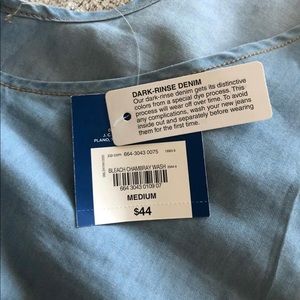 DARK-RINSE DENIM
Our dark-rinse denim gets its distinctive
colors from a special dye process. This
process will wear off over time. To avoid
any complications, wash your new jeans
inside out and separately before wearing
them for the first time.
J. C.
PLANO,
664-3043 0075
BLEACH CHAMBRAY WASH
664 3043 0109 07
MEDIUM
$44